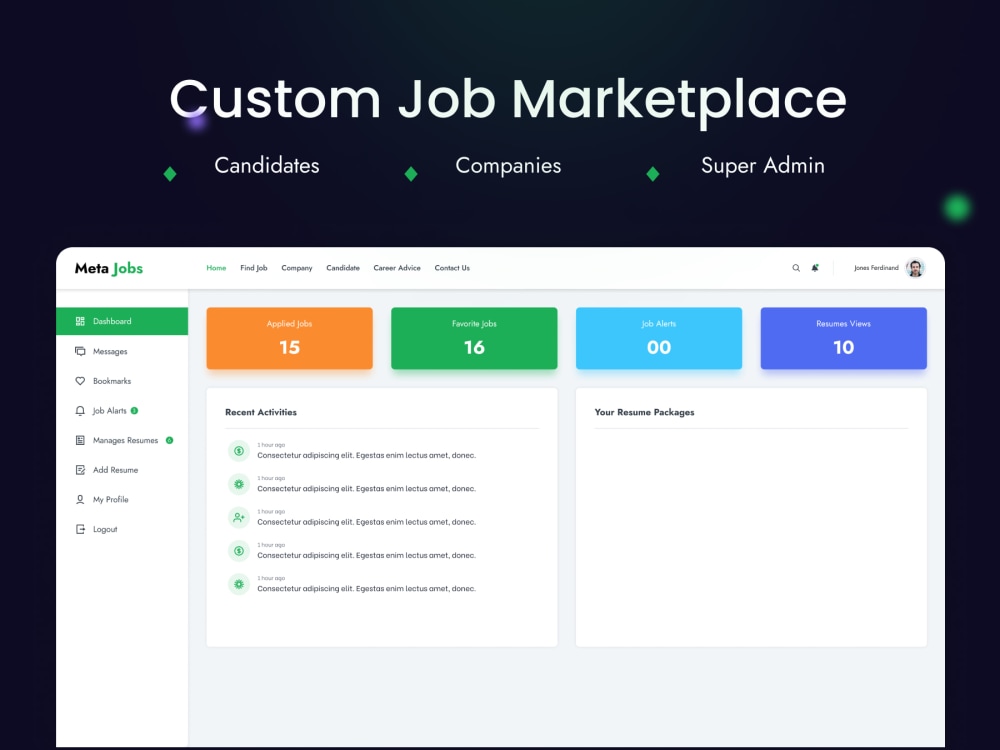 Custom Job Marketplace
Candidates Companies Super Admin
Meta Jobs
Home Find Job Company Candidate Career Advice Contact Us
Jones Ferdinand
Dashboard
Messages
Bookmarks
Job Alerts
Manages Resumes
Add Resume
My Profile
Logout
Applied Jobs
15
Favorite Jobs
16
Job Alerts
00
Resumes Views
10
Recent Activities
1 hour ago
Consectetur adipiscing elit. Egestas enim lectus amet, donec.
1 hour ago
Consectetur adipiscing elit. Egestas enim lectus amet, donec.
1 hour ago
Consectetur adipiscing elit. Egestas enim lectus amet, donec.
1 hour ago
Consectetur adipiscing elit. Egestas enim lectus amet, donec.
1 hour ago
Consectetur adipiscing elit. Egestas enim lectus amet, donec.
Your Resume Packages